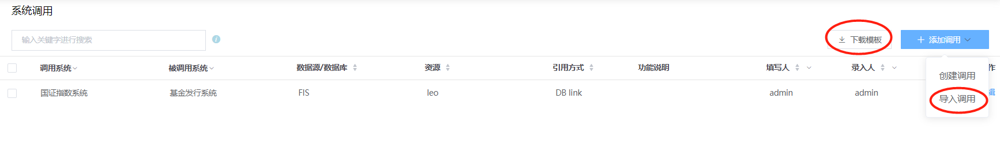 系统调用
输入关键字进行搜索
下载模板
添加调用
调用系统 被调用系统 数据源/数据库 资源 引用方式 功能说明 填写人 录入人 作
创建调用
国证指数系统 基金发行系统 FIS leo DB link admin admin 辑
导入调用